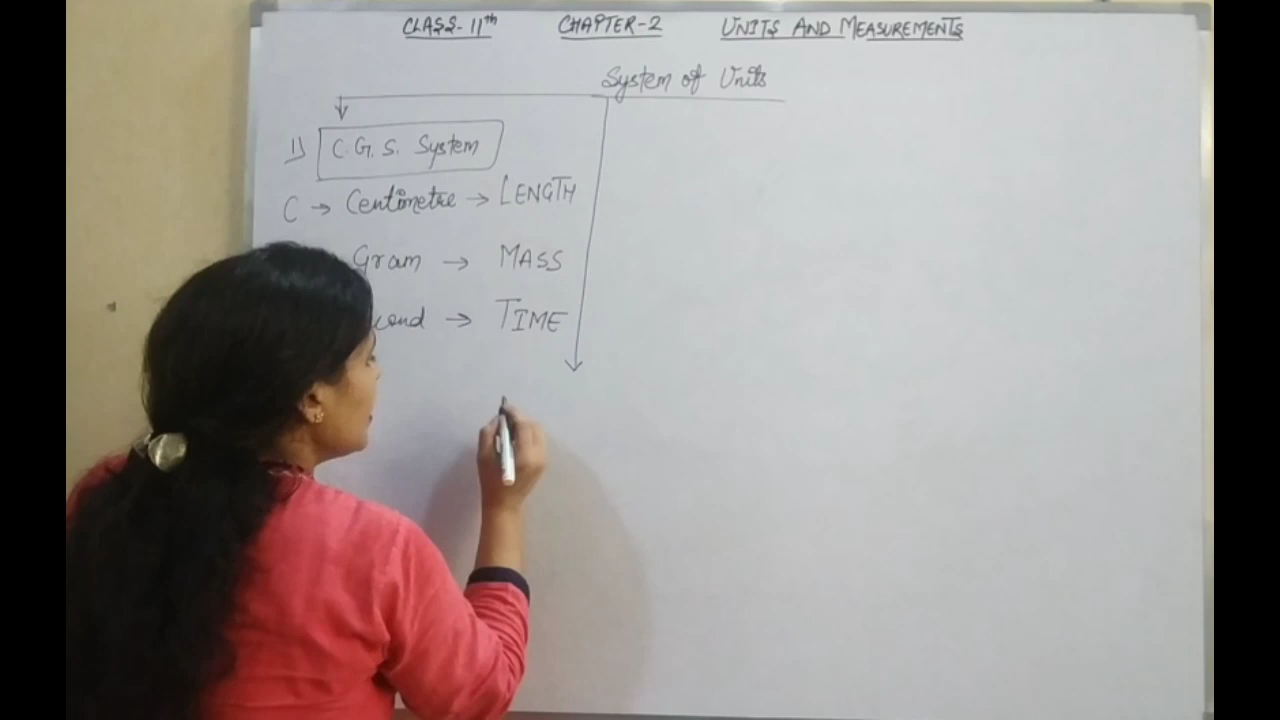 CLASS-11th CHAPTER-2 UNITS AND MEASUREMENTS
System of Units
1) C.G.S. System
C → Centimetre → LENGTH
Gram → MASS
→ TIME